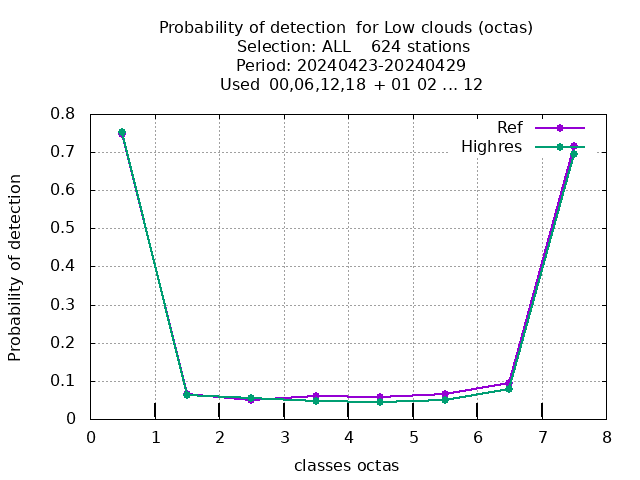 Probability of detection  for Low clouds (octas)
Selection: ALL    624 stations
Period: 20240423-20240429
Used  00,06,12,18  + 01 02 ... 12
Ref
Highres
Probability of detection
0.8
0.7
0.6
0.5
0.4
0.3
0.2
0.1
0
0 1 2 3 4 5 6 7 8
classes octas